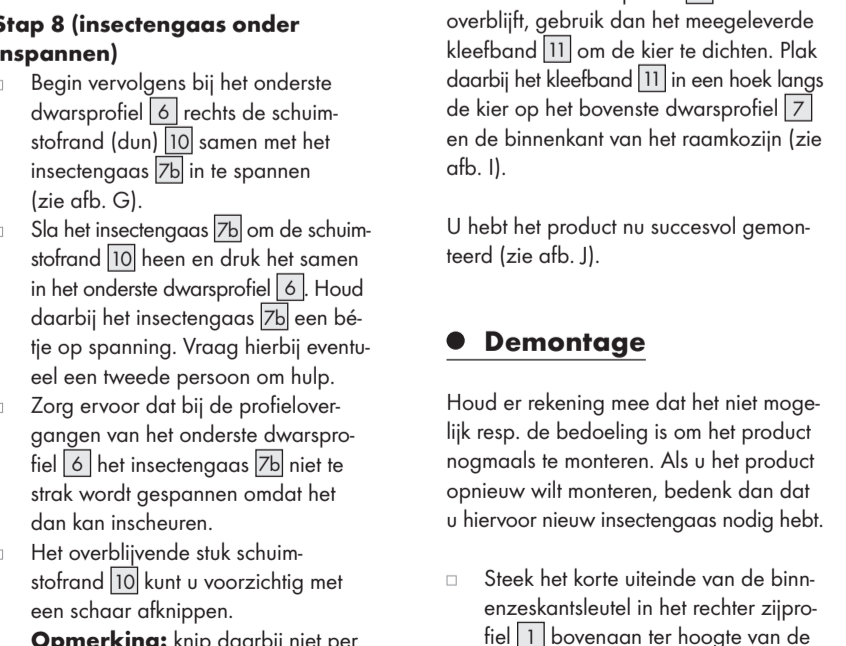 Stap 8 (insectengaas onder
inspannen)
□ Begin vervolgens bij het onderste
dwarsprofiel 6 rechts de schuim-
stofrand (dun) 10 samen met het
insectengaas 7b in te spannen
(zie afb. G).
□ Sla het insectengaas 7b om de schuim-
stofrand 10 heen en druk het samen
in het onderste dwarsprofiel 6. Houd
daarbij het insectengaas 7b een bé-
tje op spanning. Vraag hierbij eventu-
eel een tweede persoon om hulp.
□ Zorg ervoor dat bij de profielover-
gangen van het onderste dwarspro-
fiel 6 het insectengaas 7b niet te
strak wordt gespannen omdat het
dan kan inscheuren.
□ Het overblijvende stuk schuim-
stofrand 10 kunt u voorzichtig met
een schaar afknippen.
Opmerking: knip daarbij niet per
overblijft, gebruik dan het meegeleverde
kleefband 11 om de kier te dichten. Plak
daarbij het kleefband 11 in een hoek langs
de kier op het bovenste dwarsprofiel 7
en de binnenkant van het raamkozijn (zie
afb. I).
U hebt het product nu succesvol gemon-
teerd (zie afb. J).
● Demontage
Houd er rekening mee dat het niet moge-
lijk resp. de bedoeling is om het product
nogmaals te monteren. Als u het product
opnieuw wilt monteren, bedenk dan dat
u hiervoor nieuw insectengaas nodig hebt.
□ Steek het korte uiteinde van de binn-
enzeskantsleutel in het rechter zijpro-
fiel 1 bovenaan ter hoogte van de